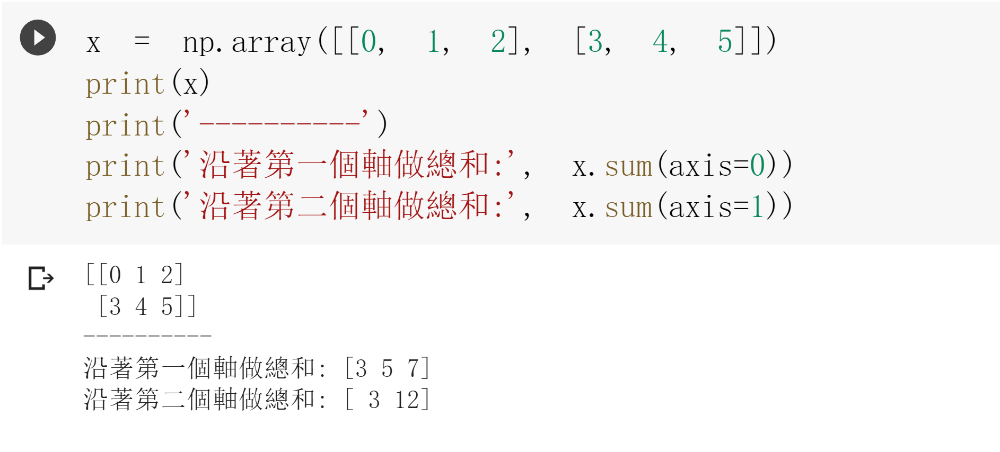 x = np.array([[0, 1, 2], [3, 4, 5]])
print(x)
print('----------')
print('沿著第一個軸做總和:', x.sum(axis=0))
print('沿著第二個軸做總和:', x.sum(axis=1))
[[0 1 2]
 [3 4 5]]
----------
沿著第一個軸做總和: [3 5 7]
沿著第二個軸做總和: [ 3 12]